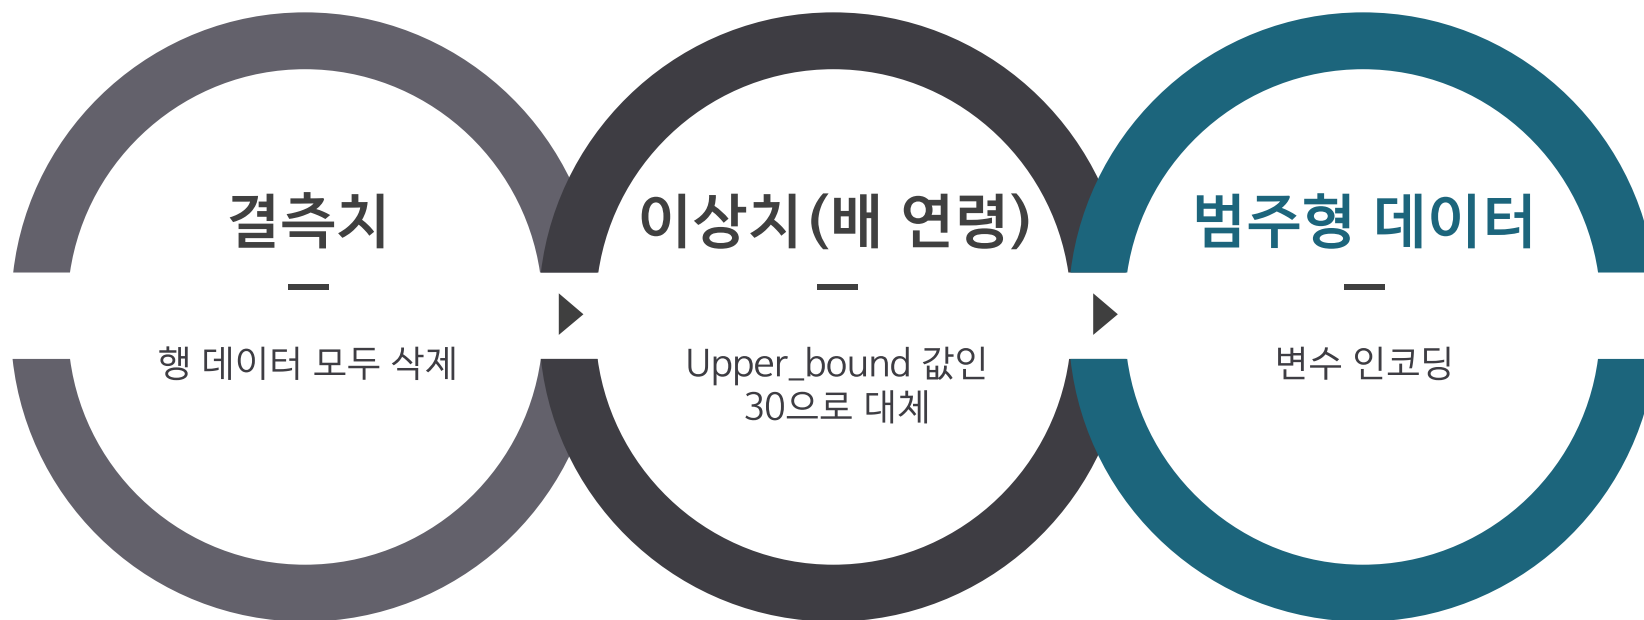 결측치
행 데이터 모두 삭제
이상치(배 연령)
Upper_bound 값인
30으로 대체
범주형 데이터
변수 인코딩